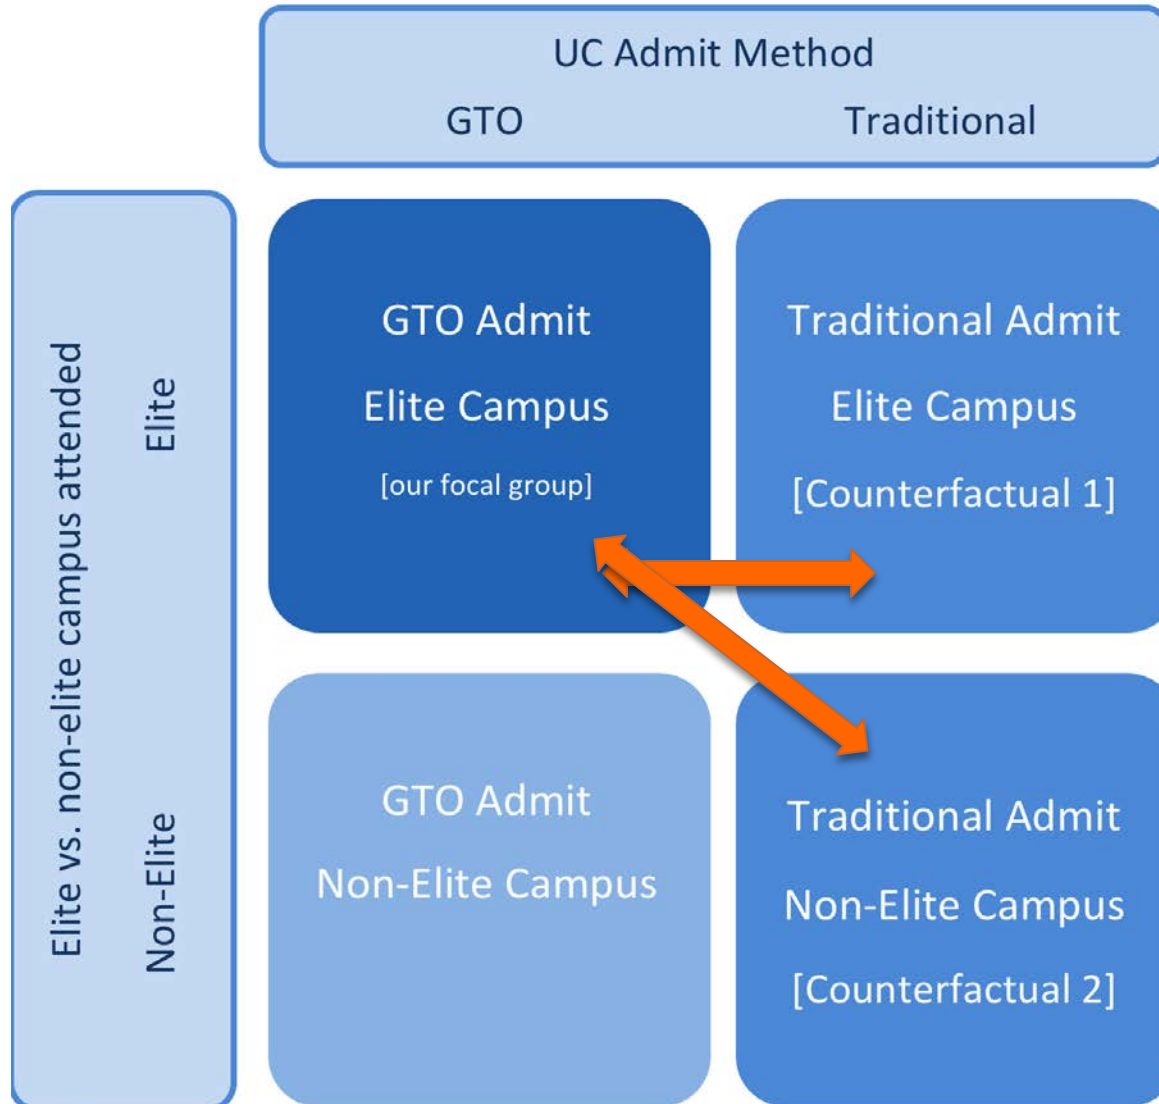 UC Admit Method
GTO
Traditional
Elite vs. non-elite campus attended
Elite
Non-Elite
GTO Admit
Elite Campus
[our focal group]
Traditional Admit
Elite Campus
[Counterfactual 1]
GTO Admit
Non-Elite Campus
Traditional Admit
Non-Elite Campus
[Counterfactual 2]